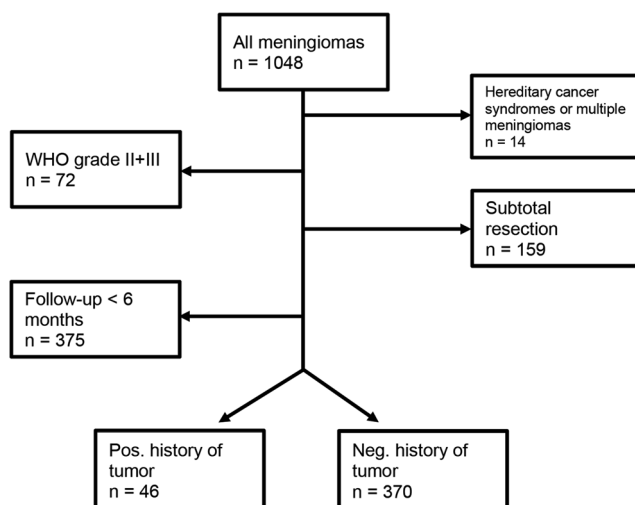 All meningiomas
n = 1048
Hereditary cancer
syndromes or multiple
meningiomas
n = 14
WHO grade II+III
n = 72
Subtotal
resection
n = 159
Follow-up < 6
months
n = 375
Pos. history of
tumor
n = 46
Neg. history of
tumor
n = 370